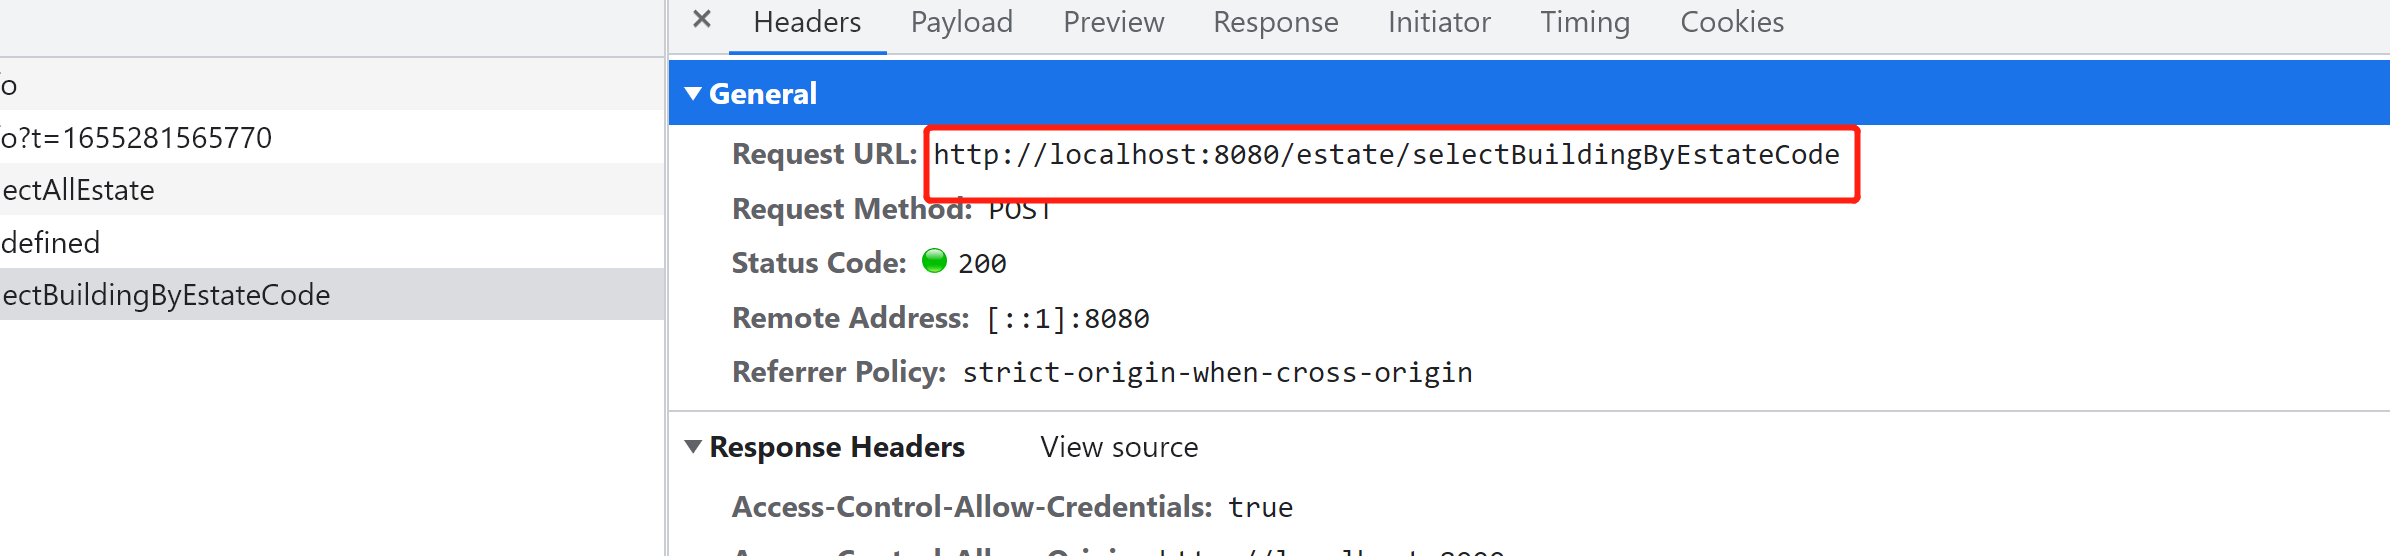 × Headers Payload Preview Response Initiator Timing Cookies
o
o?t=1655281565770
ectAllEstate
defined
ectBuildingByEstateCode
General
Request URL: http://localhost:8080/estate/selectBuildingByEstateCode
Request Method: POST
Status Code: 200
Remote Address: [::1]:8080
Referrer Policy: strict-origin-when-cross-origin
Response Headers View source
Access-Control-Allow-Credentials: true